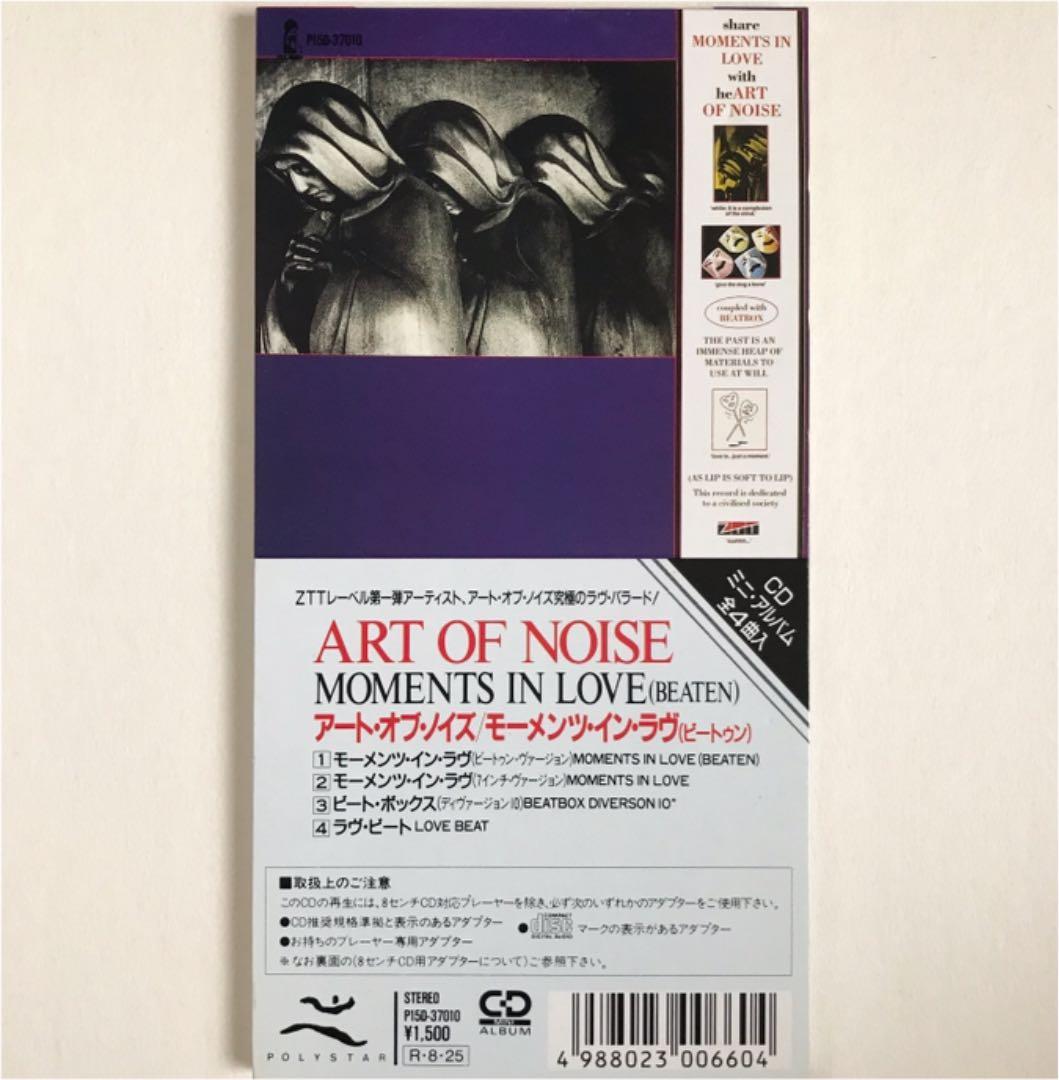 P15D-37010
share
MOMENTS IN
LOVE
with
heART
OF NOISE
'while. it is a complexion
of the mind.'
'give the dog a bone'
coupled with
BEATBOX
THE PAST IS AN
IMMENSE HEAP OF
MATERIALS TO
USE AT WILL
'love is.. just a moment.'
(AS LIP IS SOFT TO LIP)
This record is dedicated
to a civilised society
CD
ミニ・アルバム
全4曲入
ZTTレーベル第一弾アーティスト、アート・オブ・ノイズ究極のラヴ・バラード!
ART OF NOISE
MOMENTS IN LOVE(BEATEN)
アート・オブ・ノイズ/モーメンツ・イン・ラヴ(ビートゥン)
1 モーメンツ・イン・ラヴ(ビートゥン・ヴァージョン)MOMENTS IN LOVE (BEATEN)
2 モーメンツ・イン・ラヴ(7インチ・ヴァージョン)MOMENTS IN LOVE
3 ビート・ボックス(ディヴァージョン10)BEATBOX DIVERSON 10"
4 ラヴ・ビート LOVE BEAT
■取扱上のご注意
このCDの再生には、8センチCD対応プレーヤーを除き、必ず次のいずれかのアダプターをご使用下さい。
●CD推奨規格準拠と表示のあるアダプター ●COMPACT disc DIGITAL AUDIO マークの表示があるアダプター
●お持ちのプレーヤー専用アダプター
※なお裏面の(8センチCD用アダプターについて)ご参照下さい。
POLYSTAR
STEREO
P15D-37010
¥1,500
R・8・25
CD
MINI
ALBUM
4 988023 006604